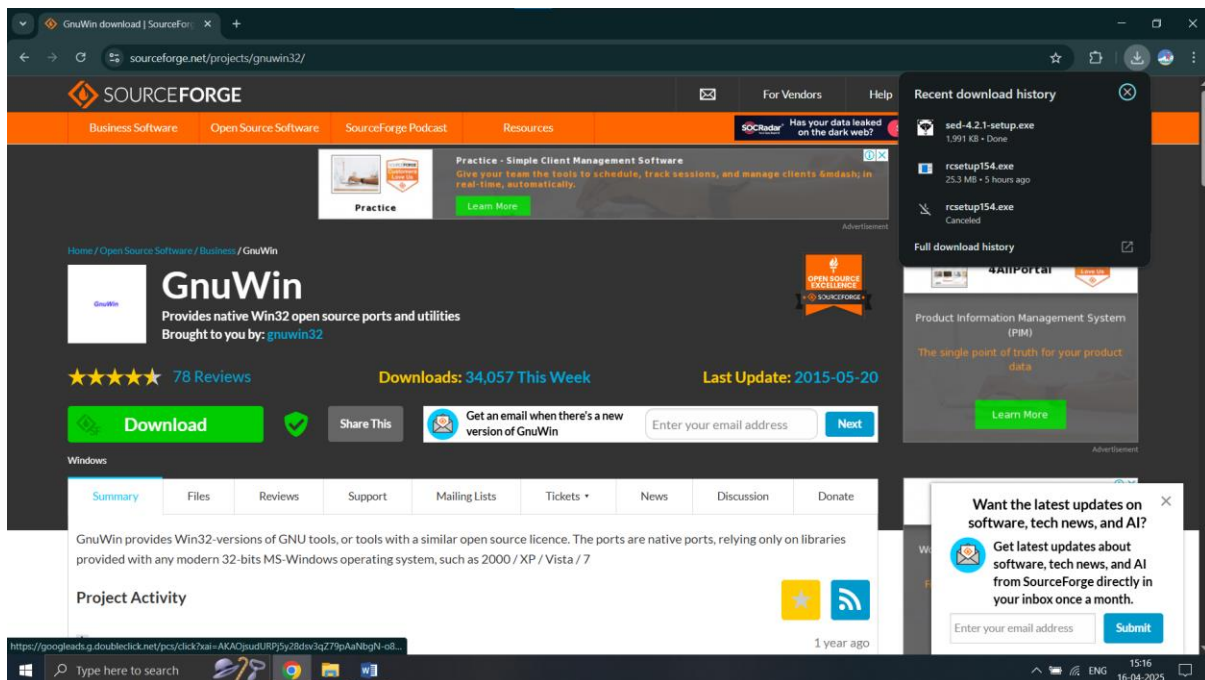 GnuWin download | SourceForg
sourceforge.net/projects/gnuwin32/
SOURCEFORGE
For Vendors
Help
Business Software
Open Source Software
SourceForge Podcast
Resources
SOCRadar
Has your data leaked
on the dark web?
Recent download history
sed-4.2.1-setup.exe
1,991 KB • Done
rcsetup154.exe
25.3 MB • 5 hours ago
rcsetup154.exe
Canceled
Full download history
Practice - Simple Client Management Software
Give your team the tools to schedule, track sessions, and manage clients &mdash; in
real-time, automatically.
Practice
Learn More
Advertisement
Home / Open Source Software / Business / GnuWin
GnuWin
GnuWin
Provides native Win32 open source ports and utilities
Brought to you by: gnuwin32
OPEN SOURCE
EXCELLENCE
SOURCEFORGE
4AllPortal
Product Information Management System
(PIM)
The single point of truth for your product
data
Learn More
Advertisement
78 Reviews
Downloads: 34,057 This Week
Last Update: 2015-05-20
Download
Share This
Get an email when there's a new
version of GnuWin
Enter your email address
Next
Windows
Summary
Files
Reviews
Support
Mailing Lists
Tickets
News
Discussion
Donate
GnuWin provides Win32-versions of GNU tools, or tools with a similar open source licence. The ports are native ports, relying only on libraries
provided with any modern 32-bits MS-Windows operating system, such as 2000 / XP / Vista / 7
Project Activity
1 year ago
Want the latest updates on
software, tech news, and AI?
Get latest updates about
software, tech news, and AI
from SourceForge directly in
your inbox once a month.
Enter your email address
Submit
Type here to search
ENG
15:16
16-04-2025